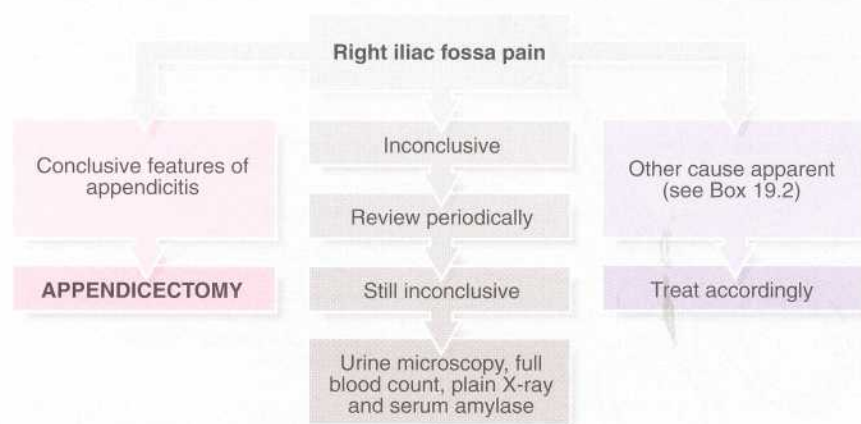 Right iliac fossa pain
Conclusive features of
appendicitis
APPENDICECTOMY
Inconclusive
Review periodically
Still inconclusive
Urine microscopy, full
blood count, plain X-ray
and serum amylase
Other cause apparent
(see Box 19.2)
Treat accordingly